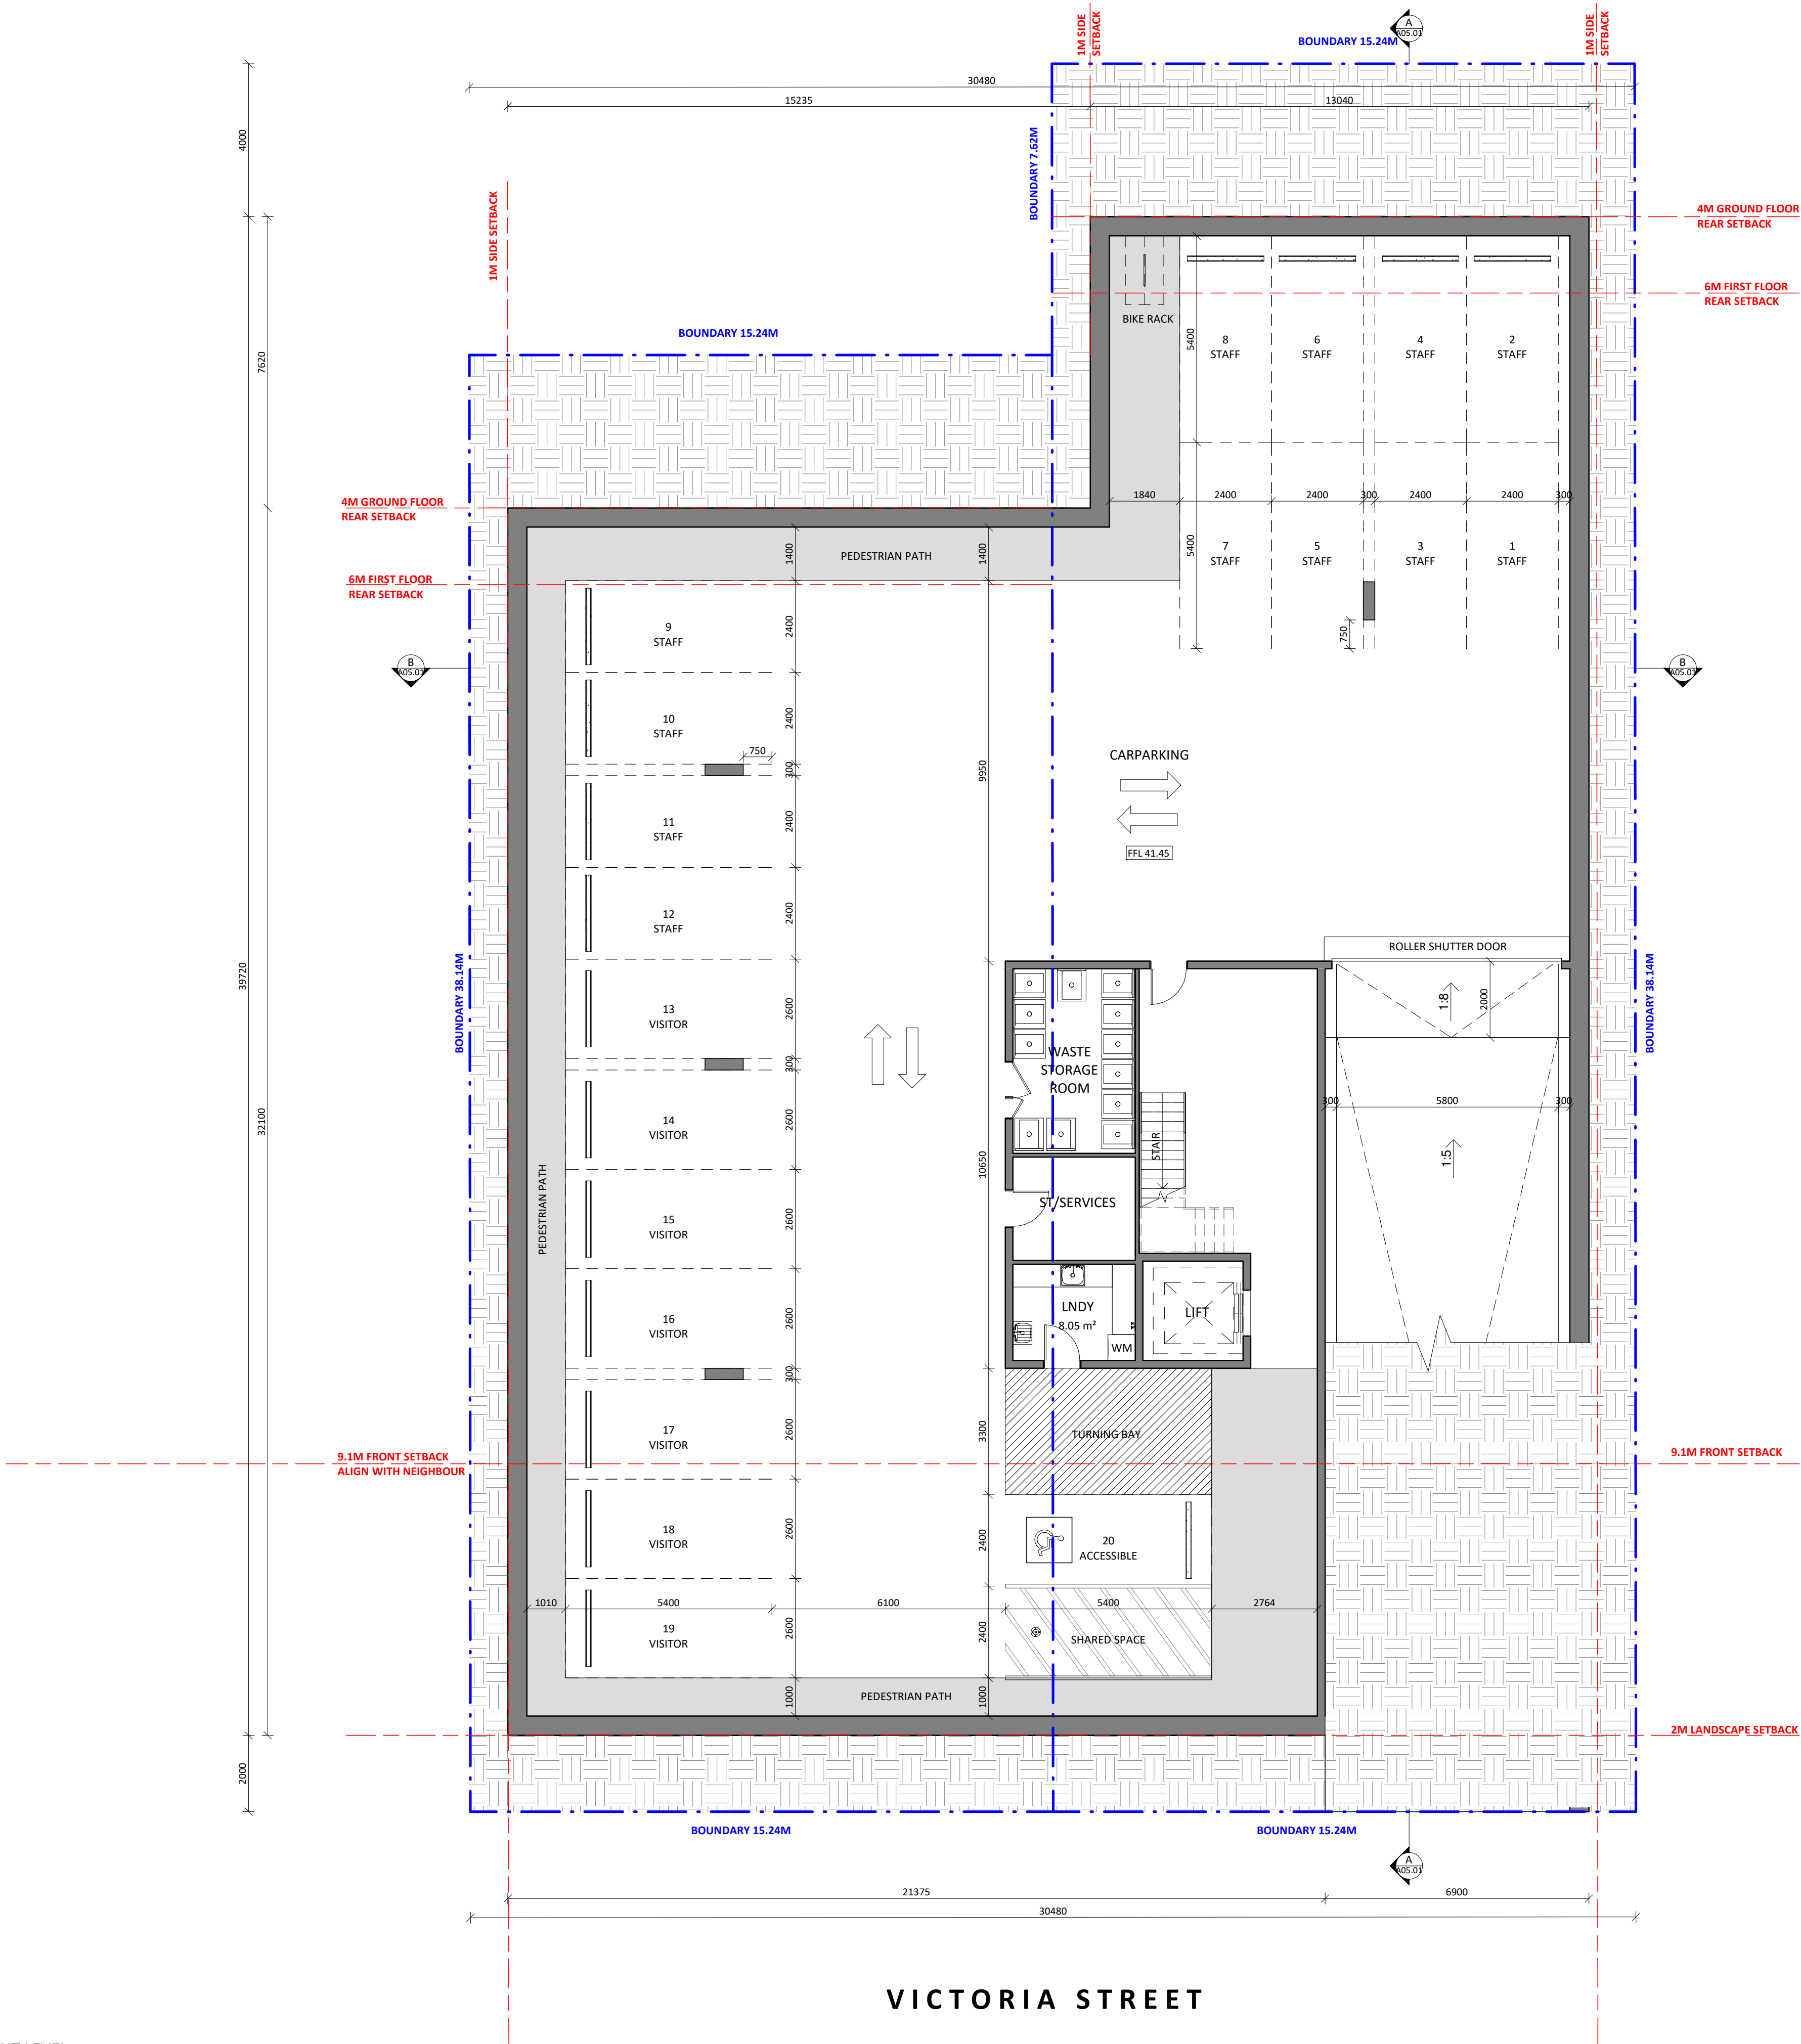 1M SIDE
SETBACK
BOUNDARY 15.24M
A
A05.01
1M SIDE
SETBACK
30480
15235
13040
4000
BOUNDARY 7.62M
1M SIDE SETBACK
4M GROUND FLOOR
REAR SETBACK
6M FIRST FLOOR
REAR SETBACK
BIKE RACK
BOUNDARY 15.24M
7620
5400
8
STAFF
6
STAFF
4
STAFF
2
STAFF
4M GROUND FLOOR
REAR SETBACK
1840
2400
2400
300
2400
2400
300
1400
PEDESTRIAN PATH
1400
5400
7
STAFF
5
STAFF
3
STAFF
1
STAFF
6M FIRST FLOOR
REAR SETBACK
9
STAFF
2400
750
B
A05.01
B
A05.01
10
STAFF
2400
750
300
CARPARKING
9950
11
STAFF
2400
FFL 41.45
12
STAFF
2400
ROLLER SHUTTER DOOR
39720
BOUNDARY 38.14M
BOUNDARY 38.14M
13
VISITOR
2600
1:8
2000
300
WASTE
STORAGE
ROOM
32100
14
VISITOR
2600
300
5800
300
STAIR
1:5
10650
PEDESTRIAN PATH
15
VISITOR
2600
ST/SERVICES
16
VISITOR
2600
LNDY
8.05 m²
WM
LIFT
300
17
VISITOR
2600
3300
TURNING BAY
9.1M FRONT SETBACK
ALIGN WITH NEIGHBOUR
9.1M FRONT SETBACK
18
VISITOR
2600
2400
20
ACCESSIBLE
1010
5400
6100
5400
2764
19
VISITOR
2600
2400
SHARED SPACE
1000
PEDESTRIAN PATH
1000
2M LANDSCAPE SETBACK
2000
BOUNDARY 15.24M
BOUNDARY 15.24M
A
A05.01
21375
6900
30480
VICTORIA STREET